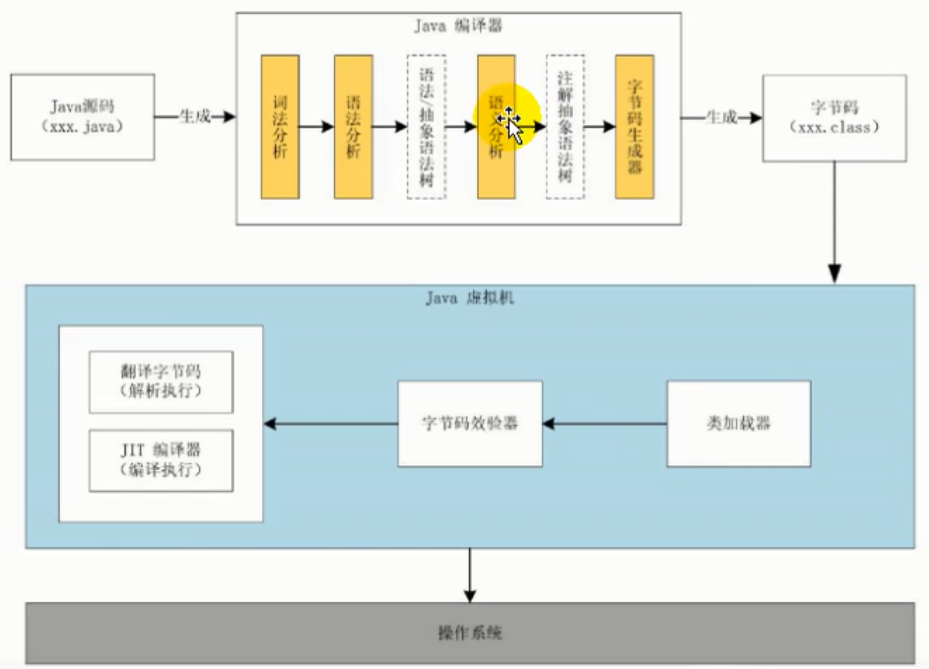 Java 编译器
Java源码
（xxx.java）
生成
词法分析
语法分析
语法/抽象语法树
语义分析
注解抽象语法树
字节码生成器
生成
字节码
（xxx.class）
Java 虚拟机
翻译字节码
（解析执行）
JIT 编译器
（编译执行）
字节码效验器
类加载器
操作系统